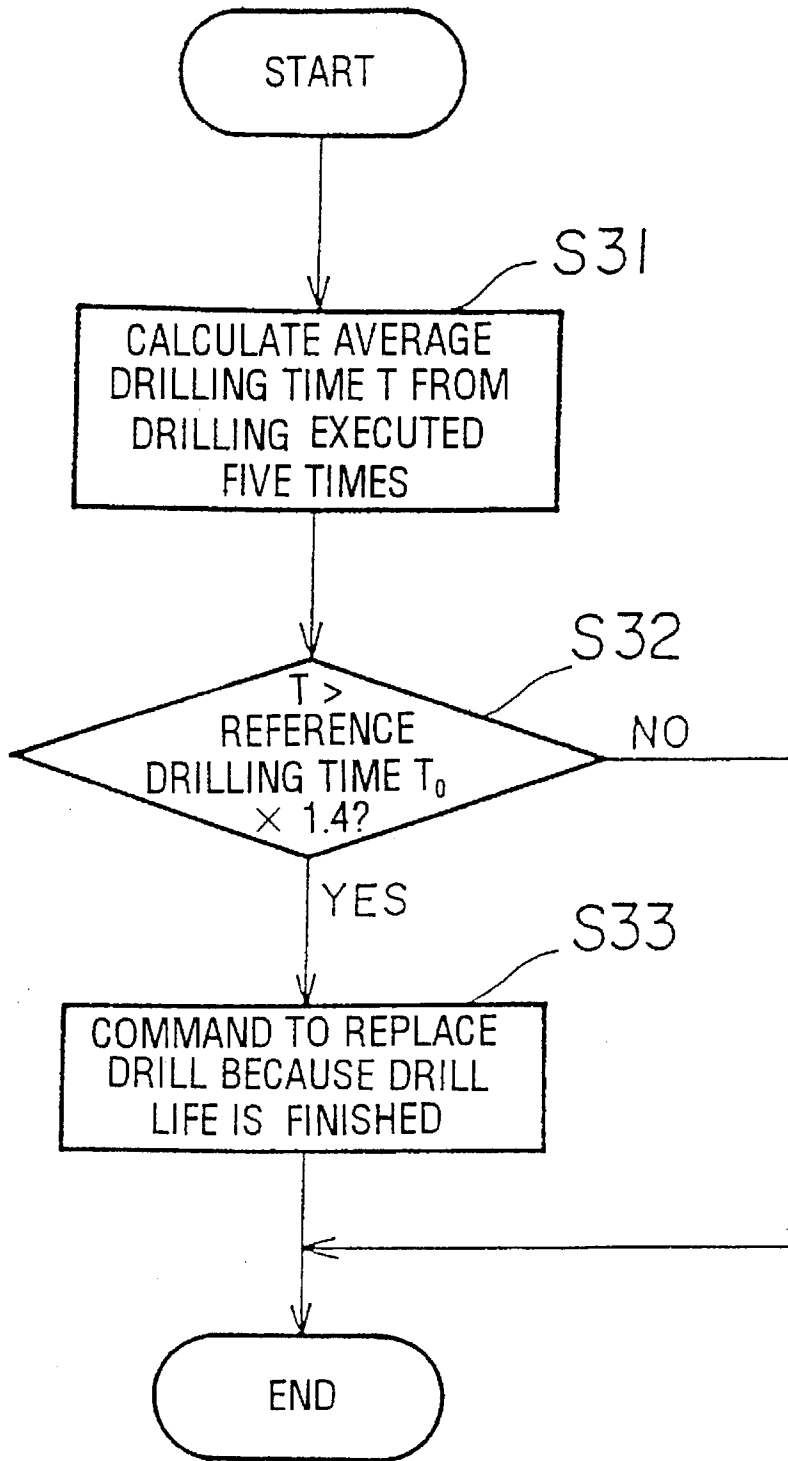 START
S31
CALCULATE AVERAGE
DRILLING TIME T FROM
DRILLING EXECUTED
FIVE TIMES
S32
T >
REFERENCE
DRILLING TIME T₀
× 1.4?
NO
YES
S33
COMMAND TO REPLACE
DRILL BECAUSE DRILL
LIFE IS FINISHED
END